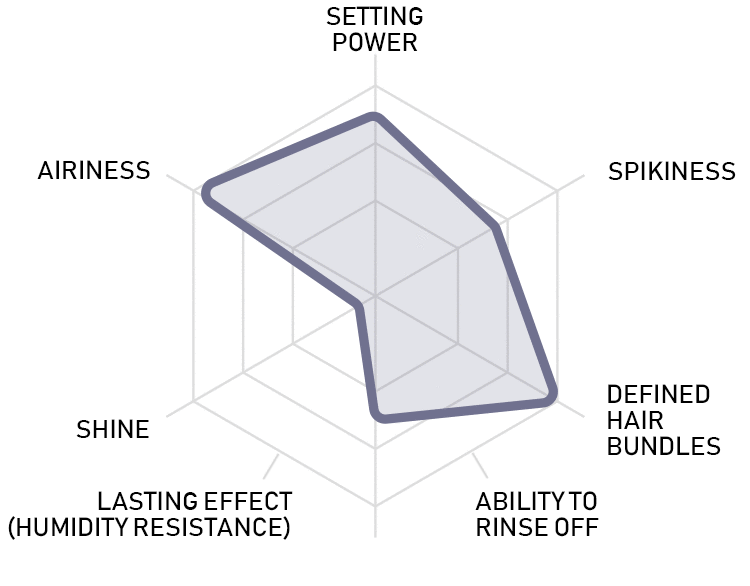 SETTING
POWER
AIRINESS
SPIKINESS
DEFINED
HAIR
BUNDLES
SHINE
LASTING EFFECT
(HUMIDITY RESISTANCE)
ABILITY TO
RINSE OFF